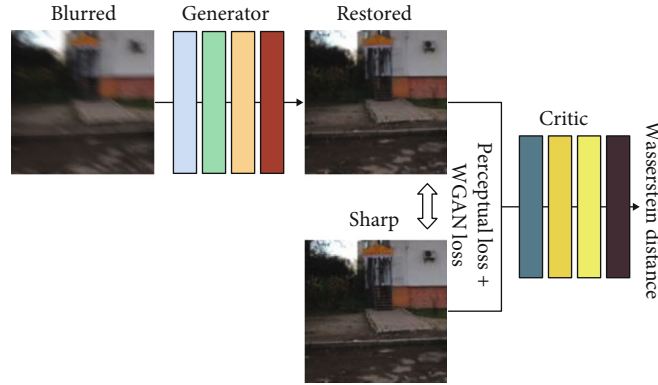 Blurred
Generator
Restored
Sharp
Perceptual loss +
WGAN loss
Critic
Wasserstein distance